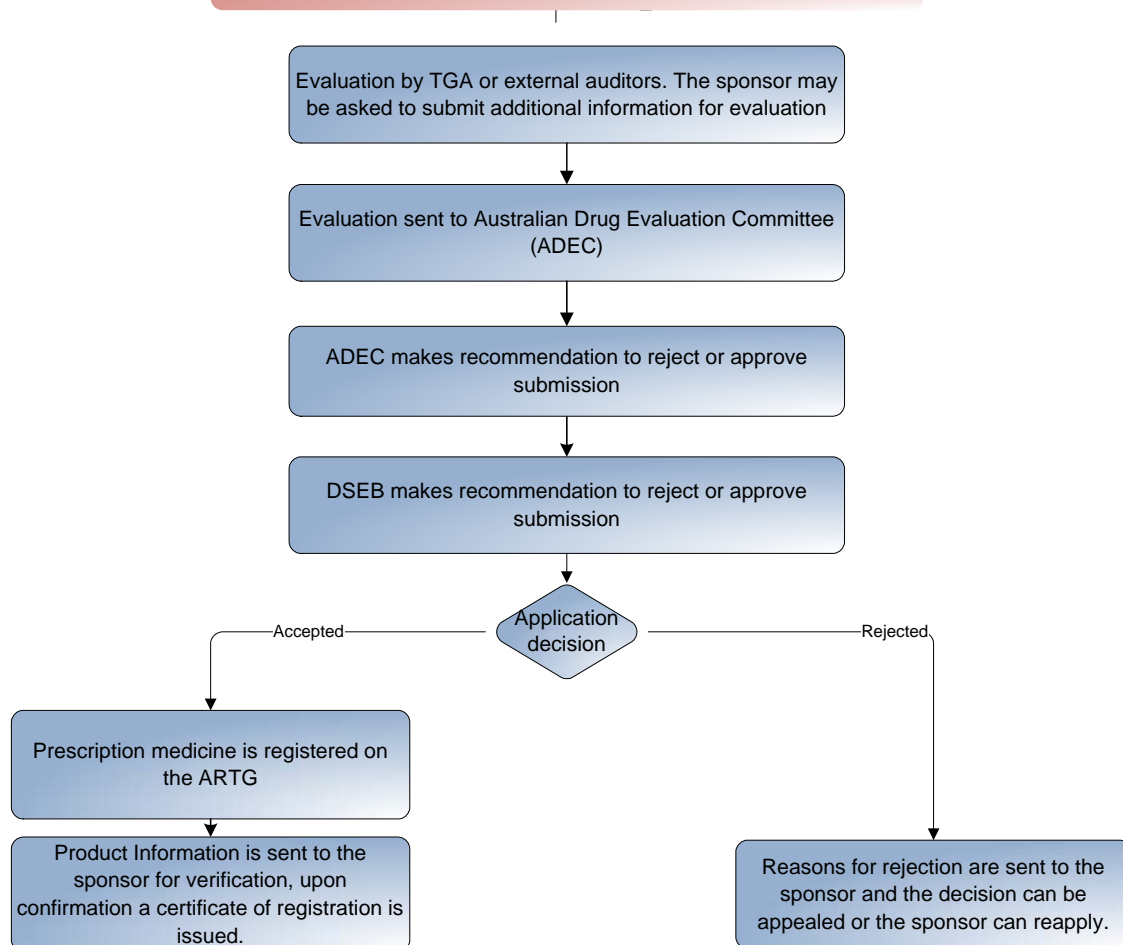 Evaluation by TGA or external auditors. The sponsor may
be asked to submit additional information for evaluation
Evaluation sent to Australian Drug Evaluation Committee
(ADEC)
ADEC makes recommendation to reject or approve
submission
DSEB makes recommendation to reject or approve
submission
Application
decision
Accepted
Rejected
Prescription medicine is registered on
the ARTG
Product Information is sent to the
sponsor for verification, upon
confirmation a certificate of registration is
issued.
Reasons for rejection are sent to the
sponsor and the decision can be
appealed or the sponsor can reapply.